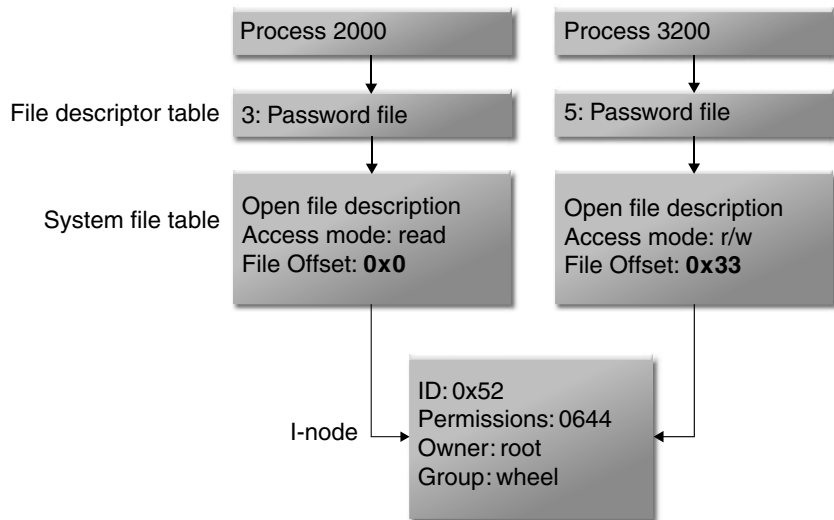 Process 2000
Process 3200
File descriptor table
3: Password file
5: Password file
System file table
Open file description
Access mode: read
File Offset: 0x0
Open file description
Access mode: r/w
File Offset: 0x33
I-node
ID: 0x52
Permissions: 0644
Owner: root
Group: wheel